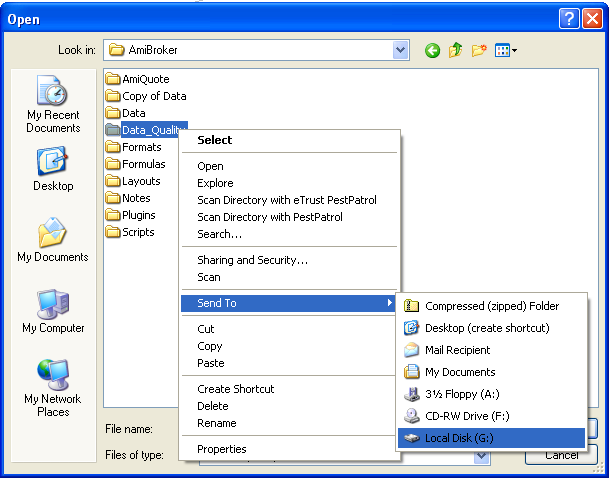 Open
Look in:
AmiBroker
My Recent
Documents
Desktop
My Documents
My Computer
My Network
Places
AmiQuote
Copy of Data
Data
Data_Quality
Formats
Formulas
Layouts
Notes
Plugins
Scripts
Select
Open
Explore
Scan Directory with eTrust PestPatrol
Scan Directory with PestPatrol
Search...
Sharing and Security...
Scan
Send To
Cut
Copy
Paste
Create Shortcut
Delete
Rename
Properties
Compressed (zipped) Folder
Desktop (create shortcut)
Mail Recipient
My Documents
3½ Floppy (A:)
CD-RW Drive (F:)
Local Disk (G:)
File name:
Files of type:
Cancel